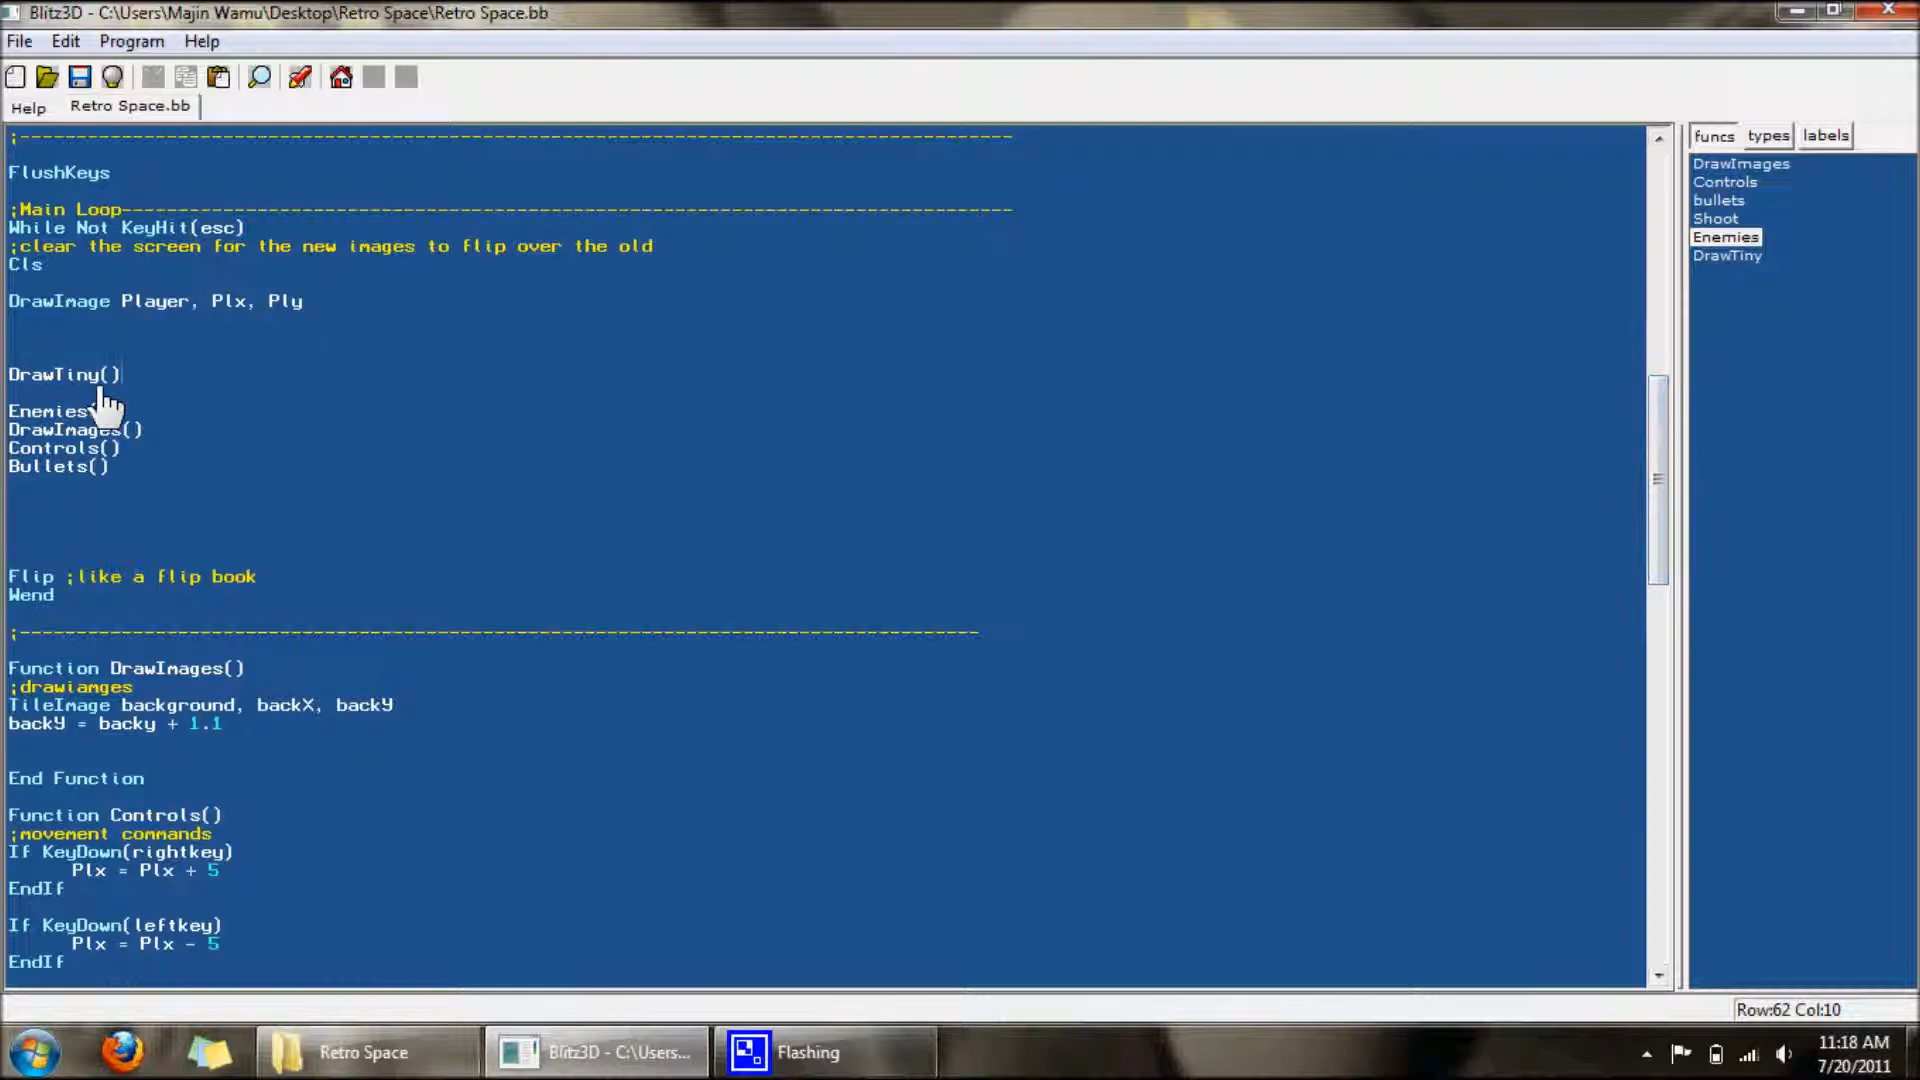 Blitz3D - C:\Users\Majin Wamu\Desktop\Retro Space\Retro Space.bb
File Edit Program Help
Help Retro Space.bb
;----------------------------------------------------------------------------------------
FlushKeys
;Main Loop-------------------------------------------------------------------------------
While Not KeyHit(esc)
;clear the screen for the new images to flip over the old
Cls
DrawImage Player, Plx, Ply
DrawTiny()
Enemies
DrawImages()
Controls()
Bullets()
Flip ;like a flip book
Wend
;-------------------------------------------------------------------------------------
Function DrawImages()
;drawiamges
TileImage background, backX, backY
backY = backy + 1.1
End Function
Function Controls()
;movement commands
If KeyDown(rightkey)
Plx = Plx + 5
EndIf
If KeyDown(leftkey)
Plx = Plx - 5
EndIf
funcs types labels
DrawImages
Controls
bullets
Shoot
Enemies
DrawTiny
Row:62 Col:10
Retro Space
Blitz3D - C:\Users...
Flashing
11:18 AM
7/20/2011